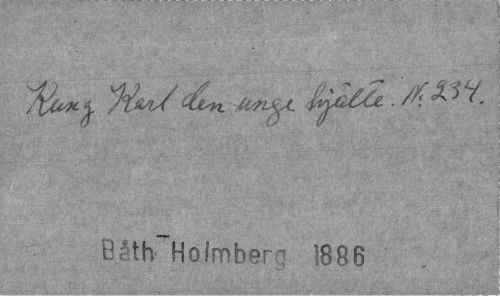 Kung Karl den unge hjälte. N. 234.
Båth-Holmberg 1886